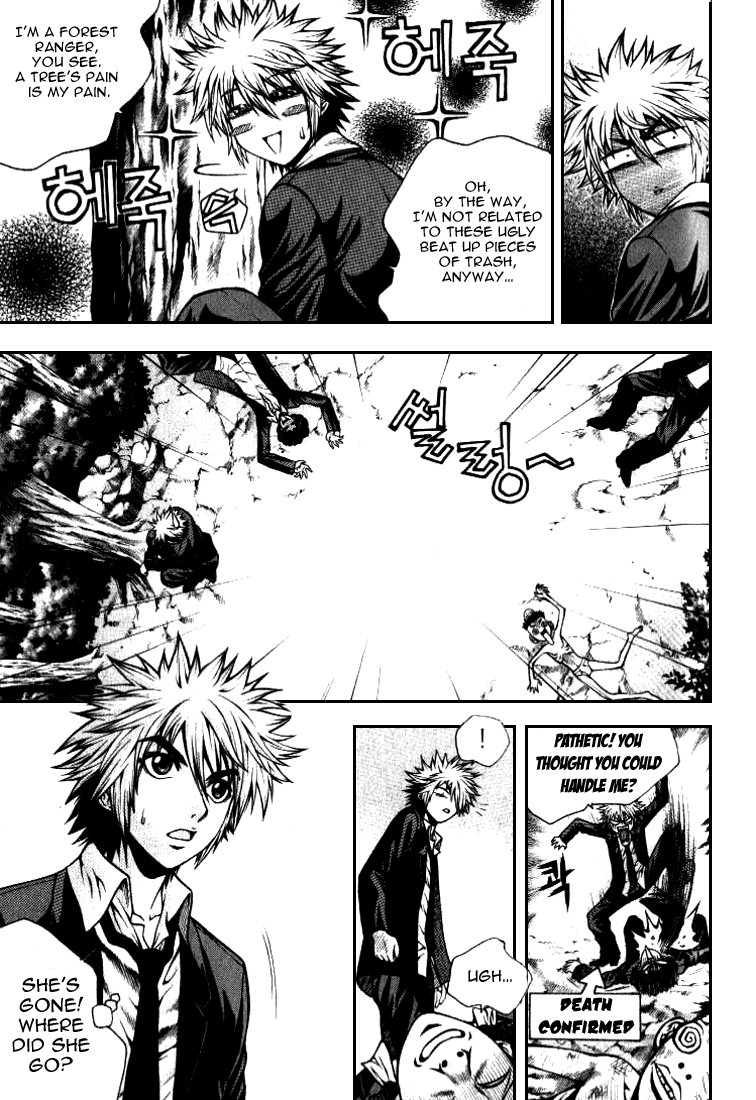 I'M A FOREST
RANGER,
YOU SEE.
A TREE'S PAIN
IS MY PAIN.
헤죽
헤죽
OH,
BY THE WAY,
I'M NOT RELATED
TO THESE UGLY
BEAT UP PIECES
OF TRASH,
ANYWAY...
썰렁~
PATHETIC! YOU
THOUGHT YOU COULD
HANDLE ME?
콱
DEATH
CONFIRMED
!
UGH...
SHE'S
GONE!
WHERE
DID SHE
GO?